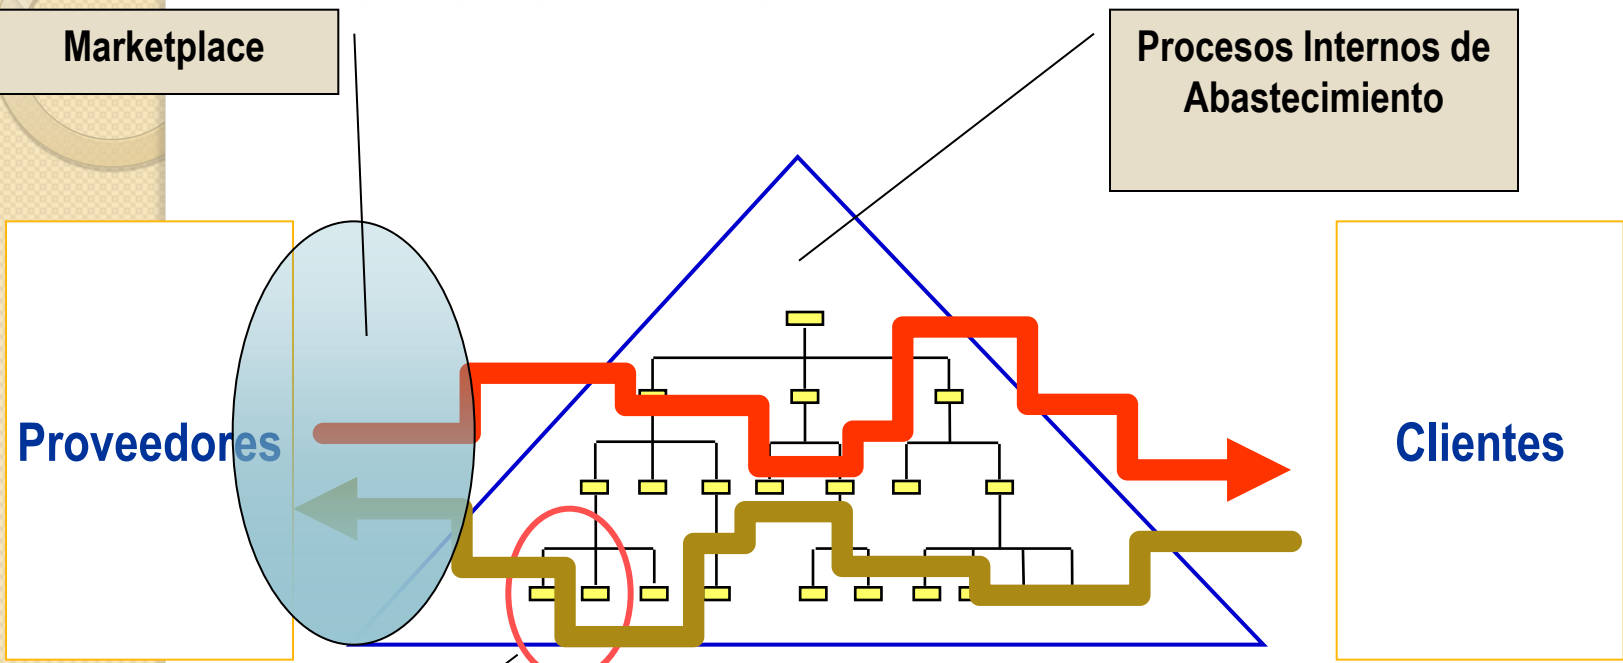 Marketplace
Procesos Internos de
Abastecimiento
Proveedores
Clientes